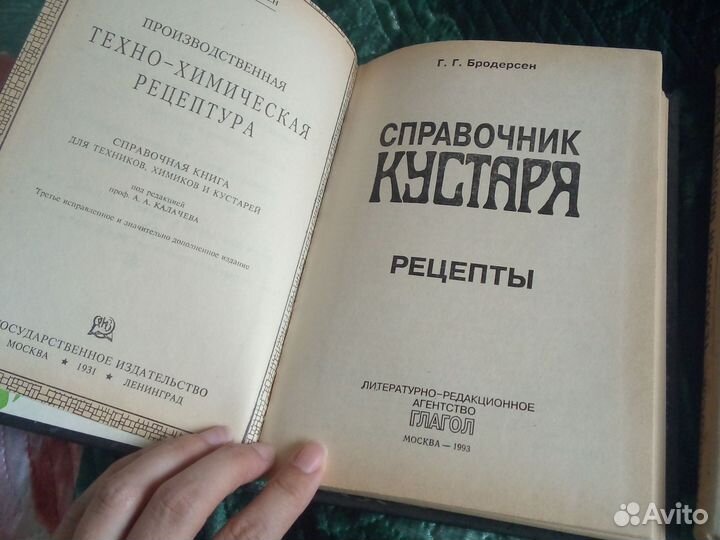 ПРОИЗВОДСТВЕННАЯ
ТЕХНО-ХИМИЧЕСКАЯ
РЕЦЕПТУРА
СПРАВОЧНАЯ КНИГА
ДЛЯ ТЕХНИКОВ, ХИМИКОВ И КУСТАРЕЙ
под редакцией
проф. А. А. КАЛАЧЕВА
Третье исправленное и значительно дополненное издание
ГОСУДАРСТВЕННОЕ ИЗДАТЕЛЬСТВО
МОСКВА ★ 1931 ★ ЛЕНИНГРАД
Г. Г. Бродерсен
СПРАВОЧНИК
КУСТАРЯ
РЕЦЕПТЫ
ЛИТЕРАТУРНО-РЕДАКЦИОННОЕ
АГЕНТСТВО
ГЛАГОЛ
МОСКВА — 1993
Avito